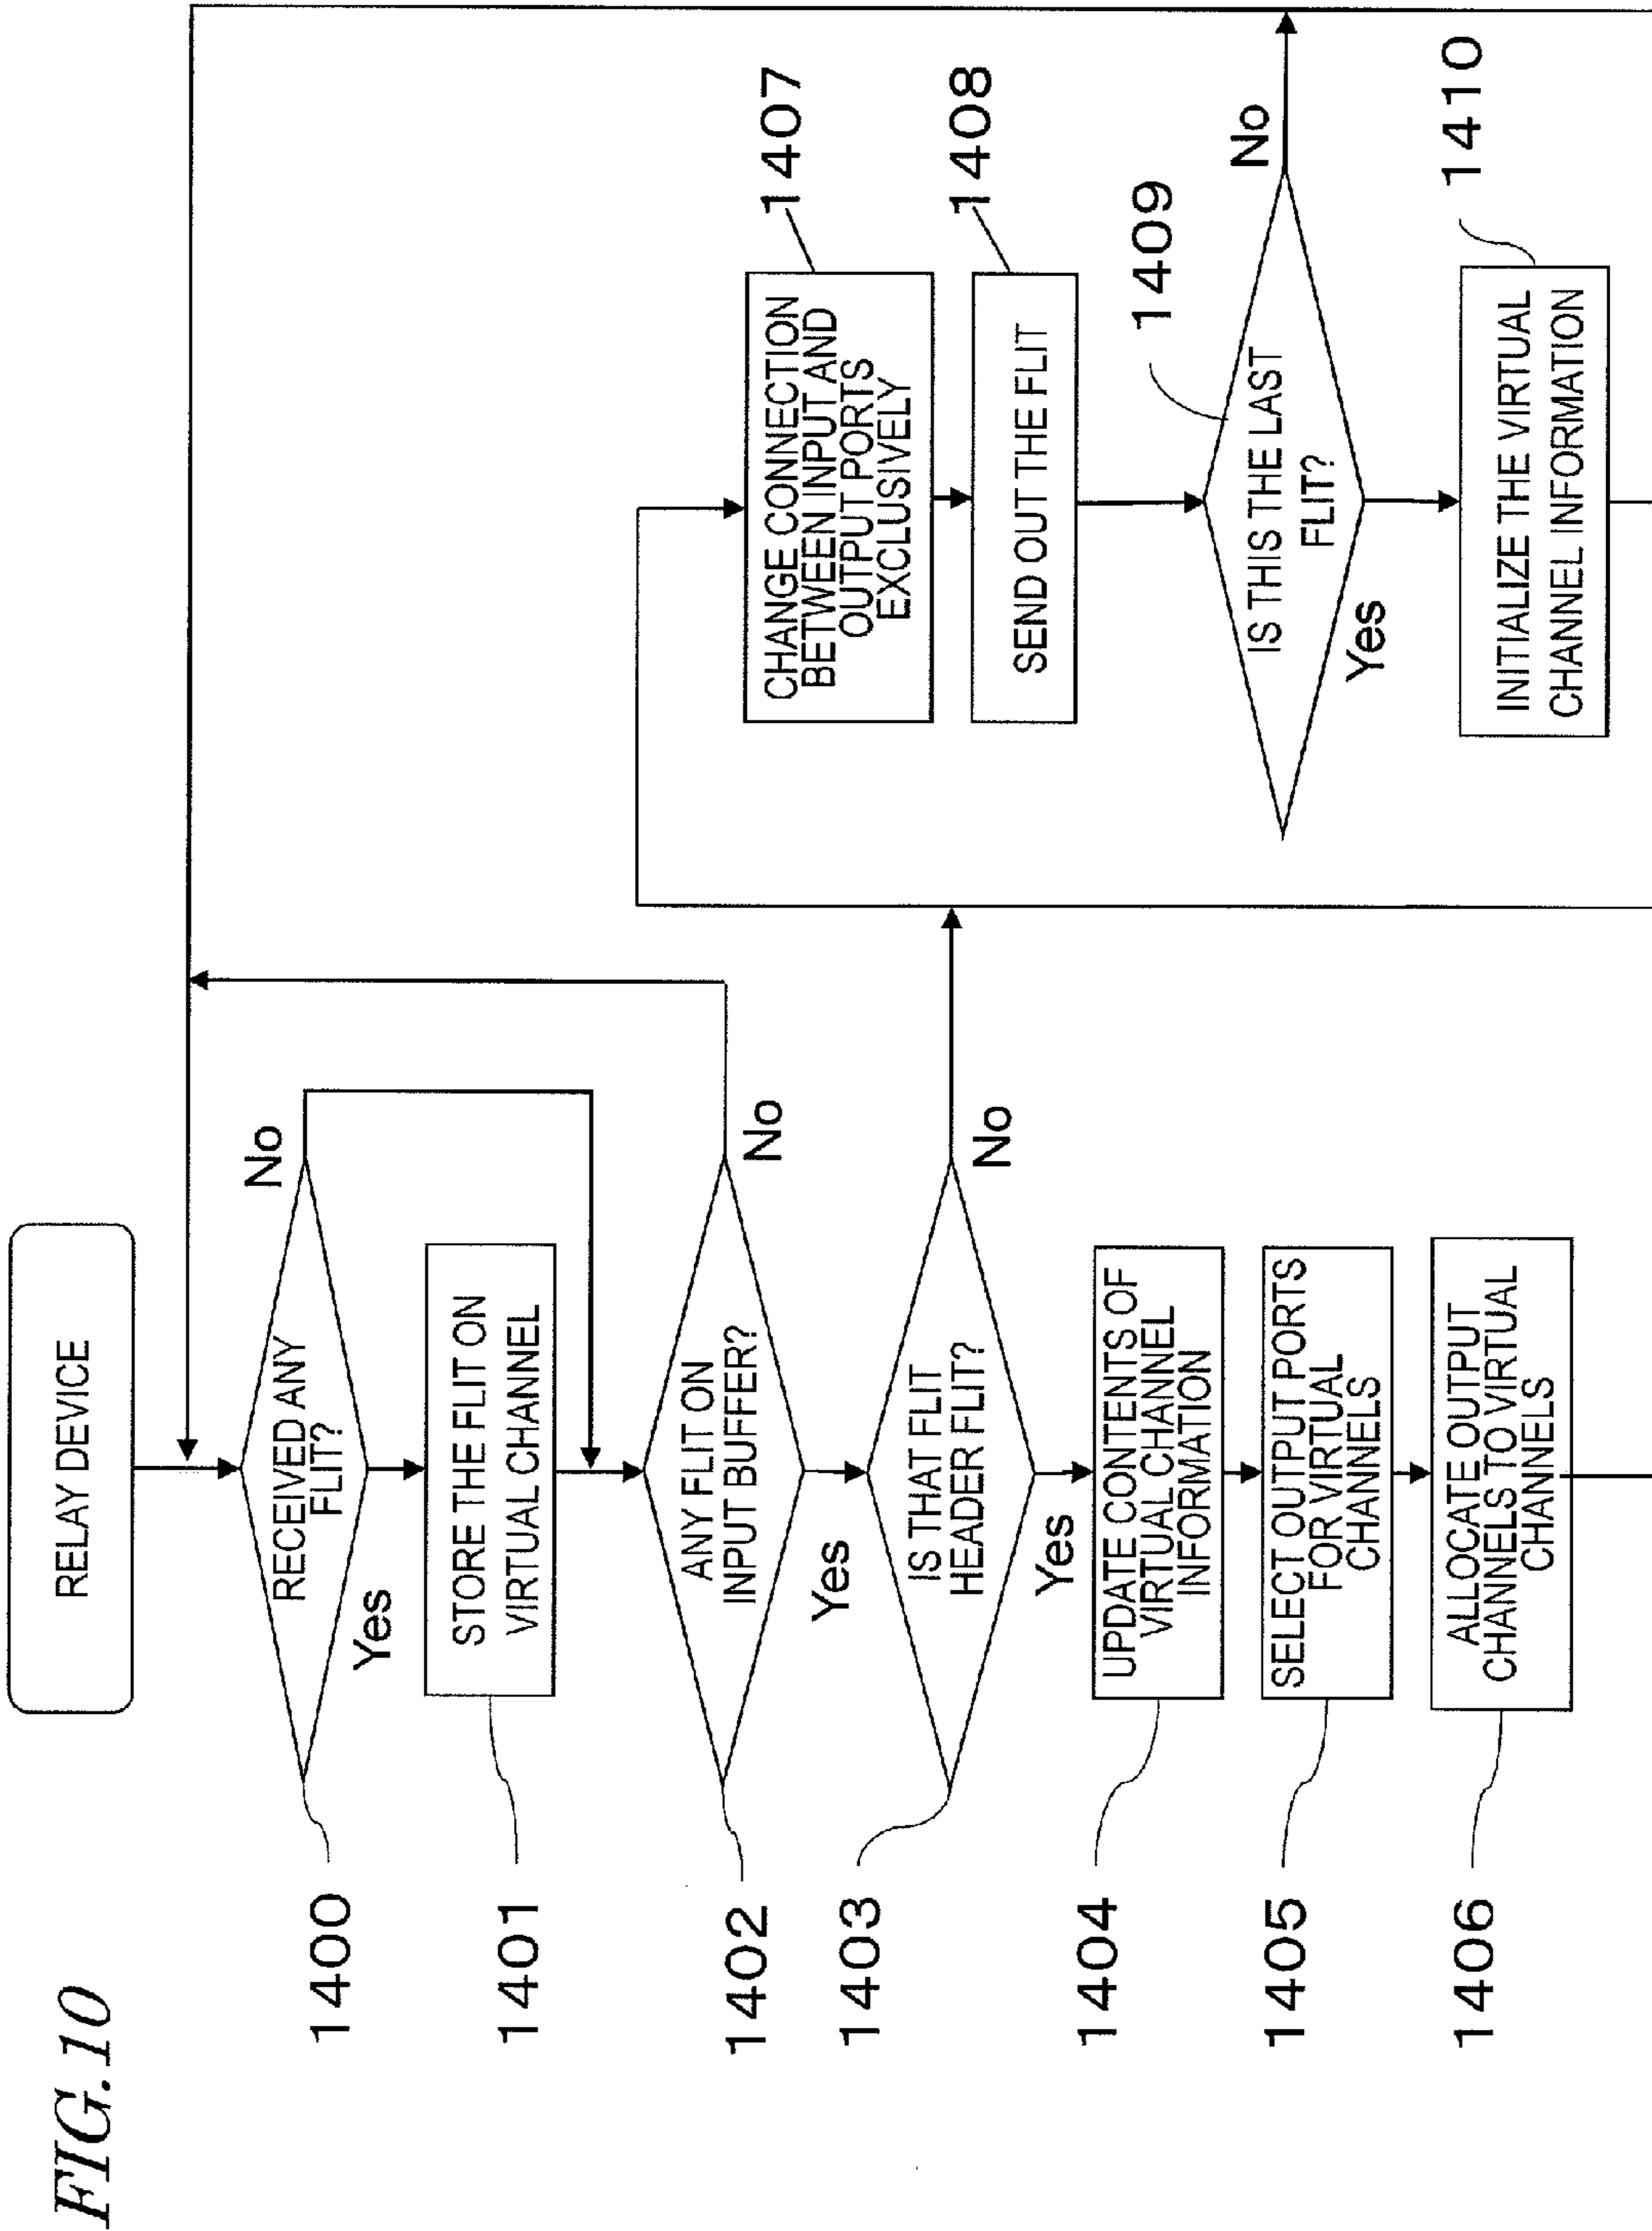 FIG.10
RELAY DEVICE
1400
RECEIVED ANY
FLIT?
No
Yes
1401
STORE THE FLIT ON
VIRTUAL CHANNEL
1402
ANY FLIT ON
INPUT BUFFER?
No
Yes
1403
IS THAT FLIT
HEADER FLIT?
No
Yes
1404
UPDATE CONTENTS OF
VIRTUAL CHANNEL
INFORMATION
1405
SELECT OUTPUT PORTS
FOR VIRTUAL
CHANNELS
1406
ALLOCATE OUTPUT
CHANNELS TO VIRTUAL
CHANNELS
1407
CHANGE CONNECTION
BETWEEN INPUT AND
OUTPUT PORTS
EXCLUSIVELY
1408
SEND OUT THE FLIT
1409
IS THIS THE LAST
FLIT?
No
Yes
1410
INITIALIZE THE VIRTUAL
CHANNEL INFORMATION